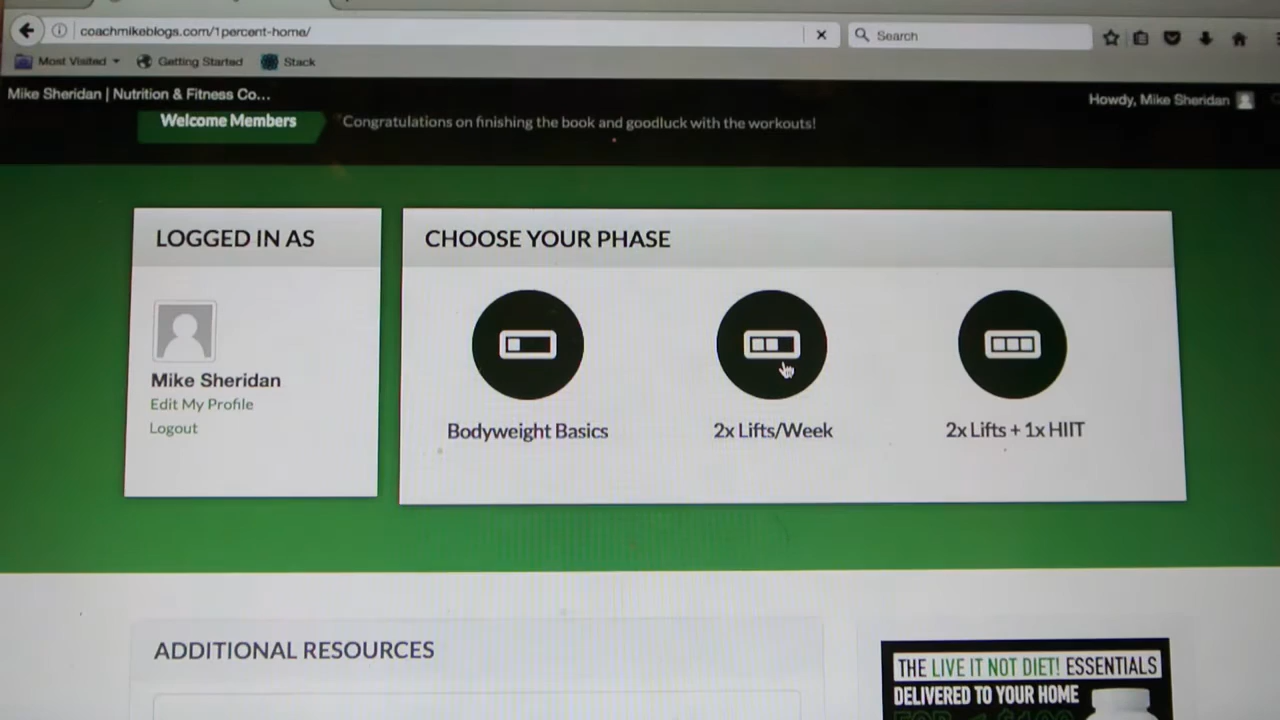 coachmikeblogs.com/1percent-home/
Search
Most Visited
Getting Started
Stack
Mike Sheridan | Nutrition & Fitness Co...
Howdy, Mike Sheridan
Welcome Members
Congratulations on finishing the book and goodluck with the workouts!
LOGGED IN AS
Mike Sheridan
Edit My Profile
Logout
CHOOSE YOUR PHASE
Bodyweight Basics
2x Lifts/Week
2x Lifts + 1x HIIT
ADDITIONAL RESOURCES
THE LIVE IT NOT DIET! ESSENTIALS
DELIVERED TO YOUR HOME